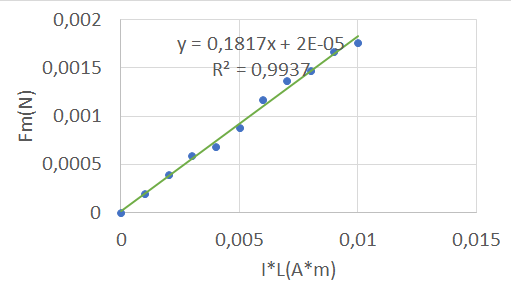 0,002
y = 0,1817x + 2E-05
R² = 0,9937
0,0015
0,001
0,0005
0
Fm(N)
0 0,005 0,01 0,015
I*L(A*m)